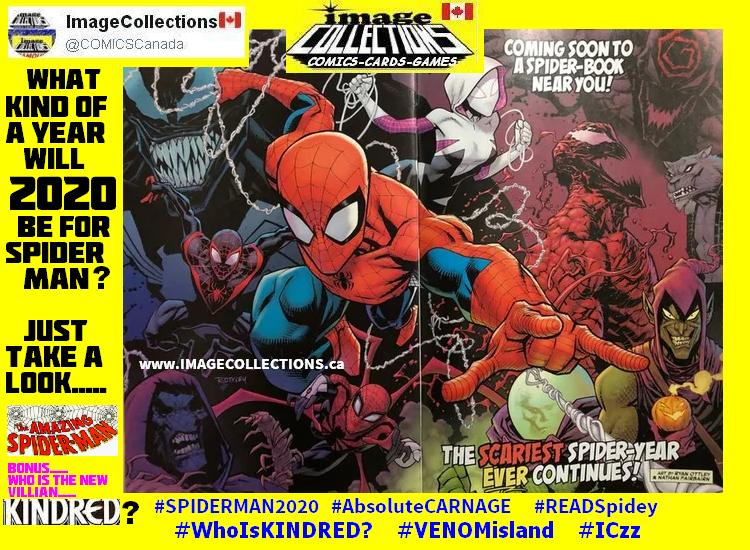 ImageCollections
@COMICSCanada
image
COLLECTIONS
COMICS-CARDS-GAMES
WHAT
KIND OF
A YEAR
WILL
2020
BE FOR
SPIDER
MAN?
JUST
TAKE A
LOOK.....
The AMAZING
SPIDER-MAN
BONUS.....
WHO IS THE NEW
VILLIAN.....
KINDRED?
COMING SOON TO
A SPIDER-BOOK
NEAR YOU!
www.IMAGECOLLECTIONS.ca
R.OTTLEY
THE SCARIEST SPIDER-YEAR
EVER CONTINUES!
ART BY RYAN OTTLEY
& NATHAN FAIRBAIRN
#SPIDERMAN2020 #AbsoluteCARNAGE #READSpidey
#WhoIsKINDRED? #VENOMisland #ICzz